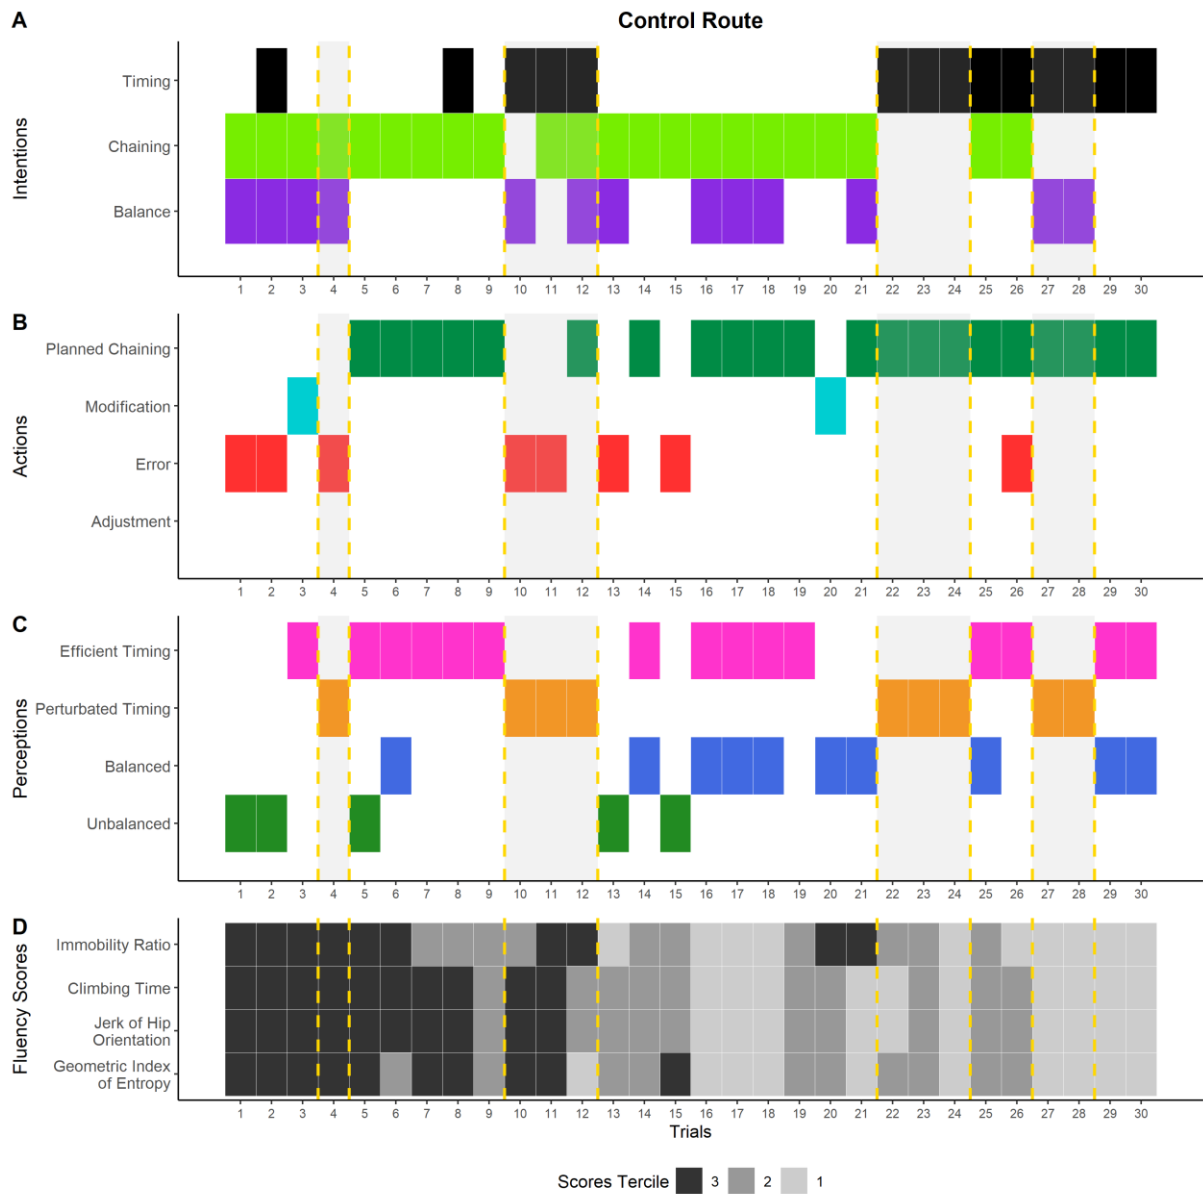 A
Control Route
Intentions
Timing
Chaining
Balance
1 2 3 4 5 6 7 8 9 10 11 12 13 14 15 16 17 18 19 20 21 22 23 24 25 26 27 28 29 30
B
Actions
Planned Chaining
Modification
Error
Adjustment
1 2 3 4 5 6 7 8 9 10 11 12 13 14 15 16 17 18 19 20 21 22 23 24 25 26 27 28 29 30
C
Perceptions
Efficient Timing
Perturbated Timing
Balanced
Unbalanced
1 2 3 4 5 6 7 8 9 10 11 12 13 14 15 16 17 18 19 20 21 22 23 24 25 26 27 28 29 30
D
Fluency Scores
Immobility Ratio
Climbing Time
Jerk of Hip
Orientation
Geometric Index
of Entropy
1 2 3 4 5 6 7 8 9 10 11 12 13 14 15 16 17 18 19 20 21 22 23 24 25 26 27 28 29 30
Trials
Scores Tercile 3 2 1